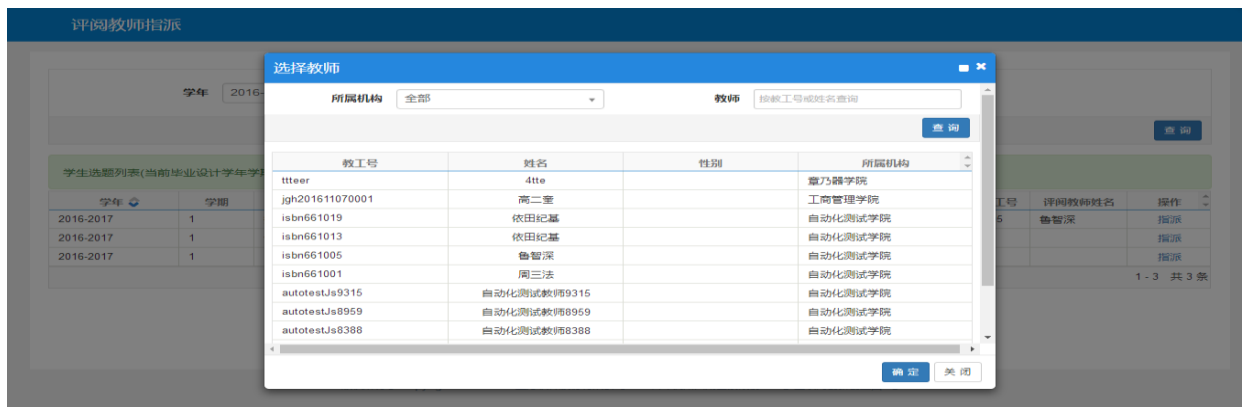 评阅教师指派
选择教师
学年 2016-
所属机构 全部 教师 按教工号或姓名查询
查 询
查 询
学生选题列表(当前毕业设计学年学期
教工号 姓名 性别 所属机构
ttteer 4tte 章乃器学院
jgh201611070001 高二奎 工商管理学院
isbn661019 依田纪基 自动化测试学院
isbn661013 依田纪基 自动化测试学院
isbn661005 鲁智深 自动化测试学院
isbn661001 周三法 自动化测试学院
autotestJs9315 自动化测试教师9315 自动化测试学院
autotestJs8959 自动化测试教师8959 自动化测试学院
autotestJs8388 自动化测试教师8388 自动化测试学院
学年 学期 工号 评阅教师姓名 操作
2016-2017 1 5 鲁智深 指派
2016-2017 1 指派
2016-2017 1 指派
1 - 3 共 3 条
确 定 关 闭